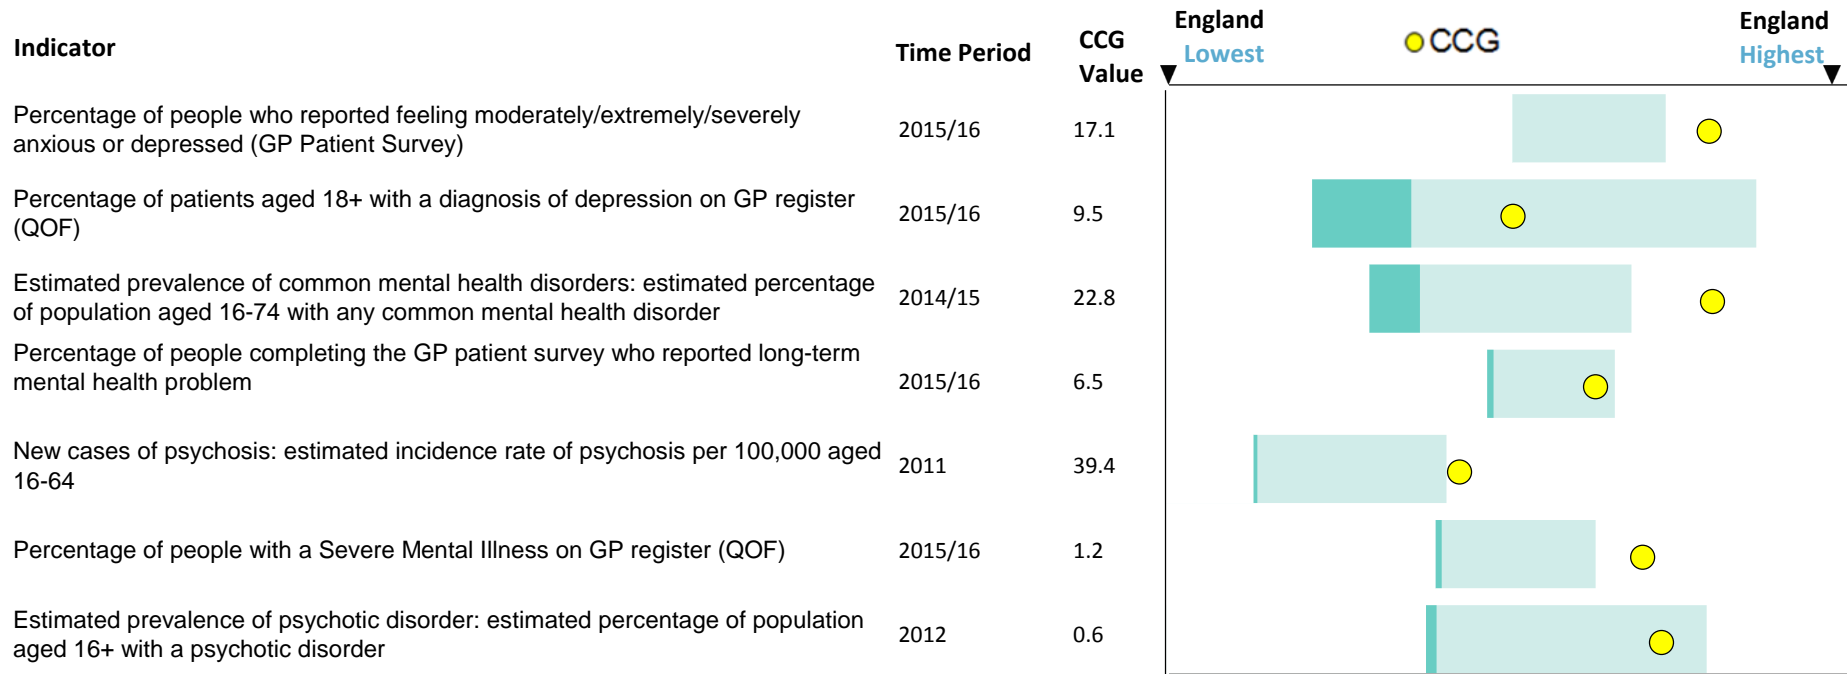 Indicator
Time Period
CCG
Value
England
Lowest
CCG
England
Highest
Percentage of people who reported feeling moderately/extremely/severely
anxious or depressed (GP Patient Survey)
2015/16
17.1
Percentage of patients aged 18+ with a diagnosis of depression on GP register
(QOF)
2015/16
9.5
Estimated prevalence of common mental health disorders: estimated percentage
of population aged 16-74 with any common mental health disorder
2014/15
22.8
Percentage of people completing the GP patient survey who reported long-term
mental health problem
2015/16
6.5
New cases of psychosis: estimated incidence rate of psychosis per 100,000 aged
16-64
2011
39.4
Percentage of people with a Severe Mental Illness on GP register (QOF)
2015/16
1.2
Estimated prevalence of psychotic disorder: estimated percentage of population
aged 16+ with a psychotic disorder
2012
0.6